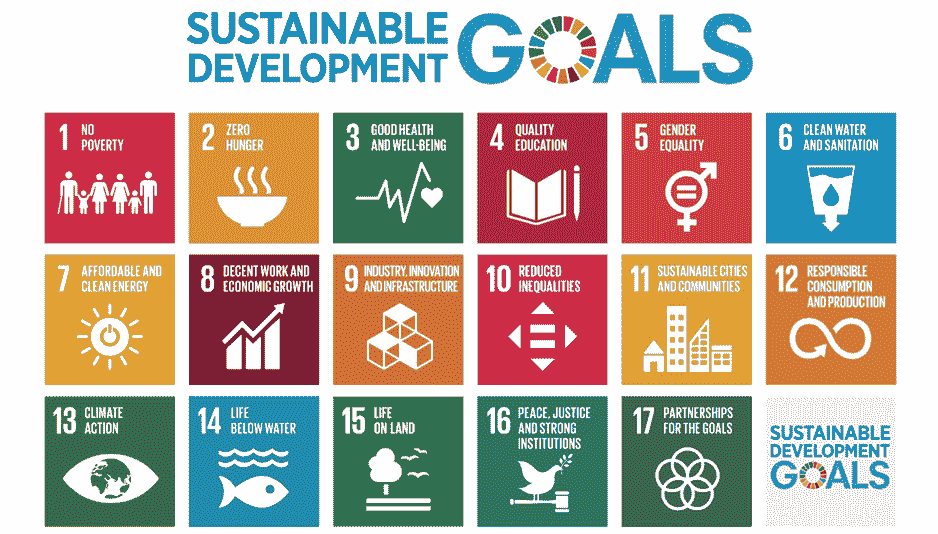 SUSTAINABLE
DEVELOPMENT
GOALS
1 NO
POVERTY
2 ZERO
HUNGER
3 GOOD HEALTH
AND WELL-BEING
4 QUALITY
EDUCATION
5 GENDER
EQUALITY
6 CLEAN WATER
AND SANITATION
7 AFFORDABLE AND
CLEAN ENERGY
8 DECENT WORK AND
ECONOMIC GROWTH
9 INDUSTRY, INNOVATION
AND INFRASTRUCTURE
10 REDUCED
INEQUALITIES
11 SUSTAINABLE CITIES
AND COMMUNITIES
12 RESPONSIBLE
CONSUMPTION
AND PRODUCTION
13 CLIMATE
ACTION
14 LIFE
BELOW WATER
15 LIFE
ON LAND
16 PEACE, JUSTICE
AND STRONG
INSTITUTIONS
17 PARTNERSHIPS
FOR THE GOALS
SUSTAINABLE
DEVELOPMENT
GOALS